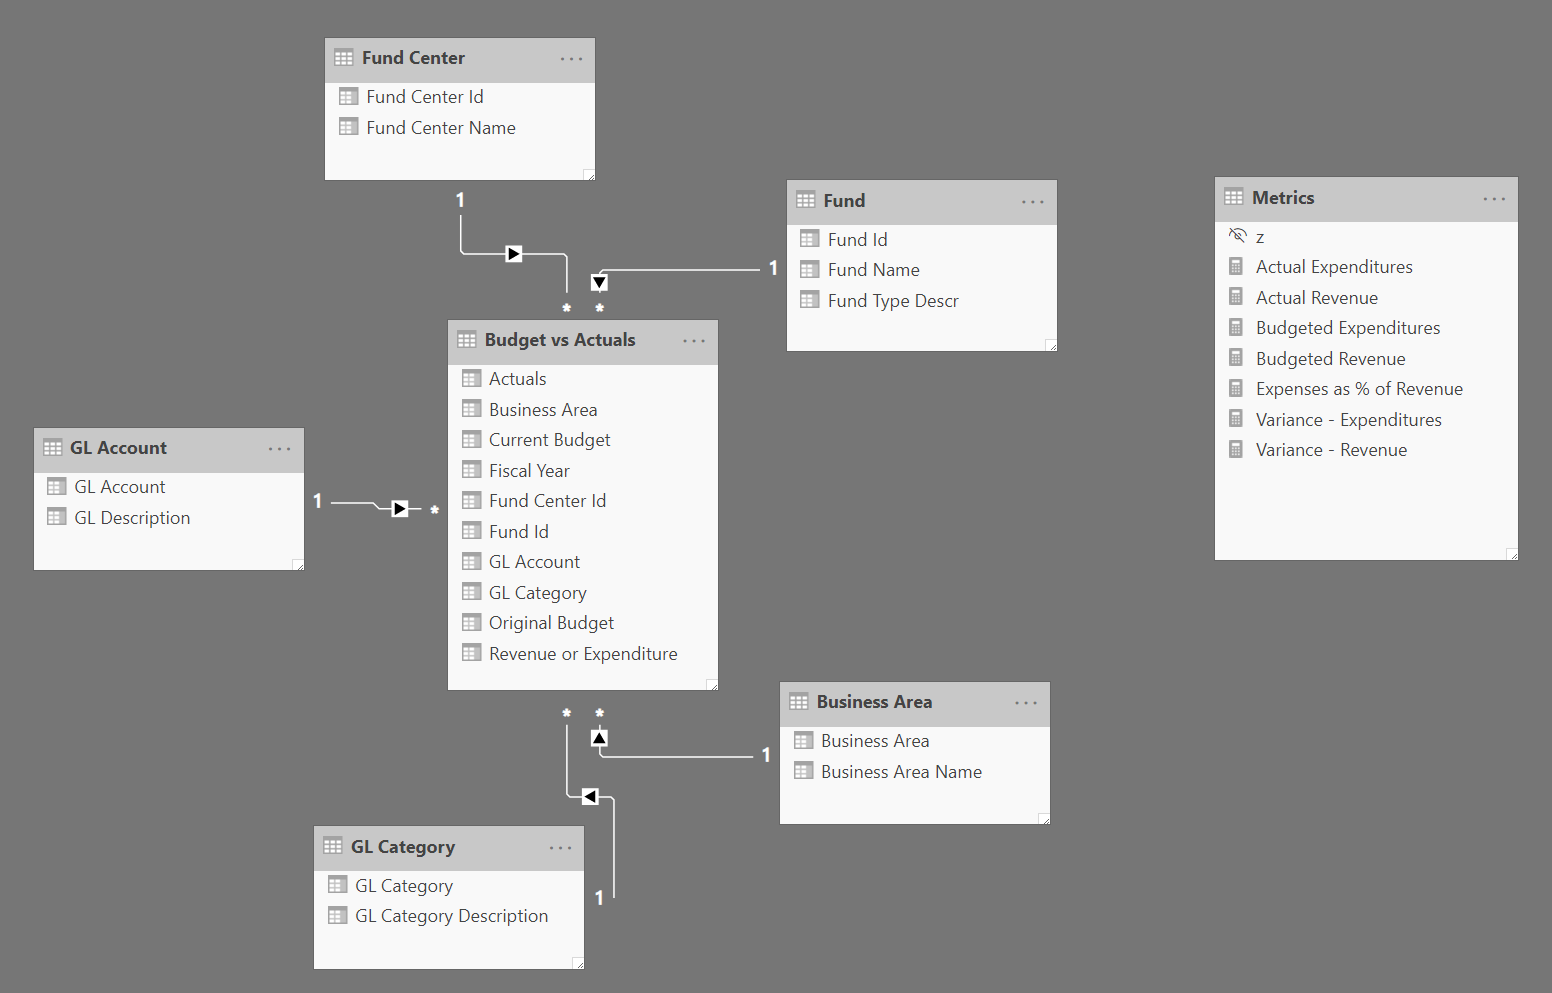 Fund Center
Fund Center Id
Fund Center Name
1
Fund
Fund Id
Fund Name
Fund Type Descr
1
Metrics
z
Actual Expenditures
Actual Revenue
Budgeted Expenditures
Budgeted Revenue
Expenses as % of Revenue
Variance - Expenditures
Variance - Revenue
* *
Budget vs Actuals
Actuals
Business Area
Current Budget
Fiscal Year
Fund Center Id
Fund Id
GL Account
GL Category
Original Budget
Revenue or Expenditure
GL Account
GL Account
GL Description
1
*
* *
Business Area
Business Area
Business Area Name
1
GL Category
GL Category
GL Category Description
1